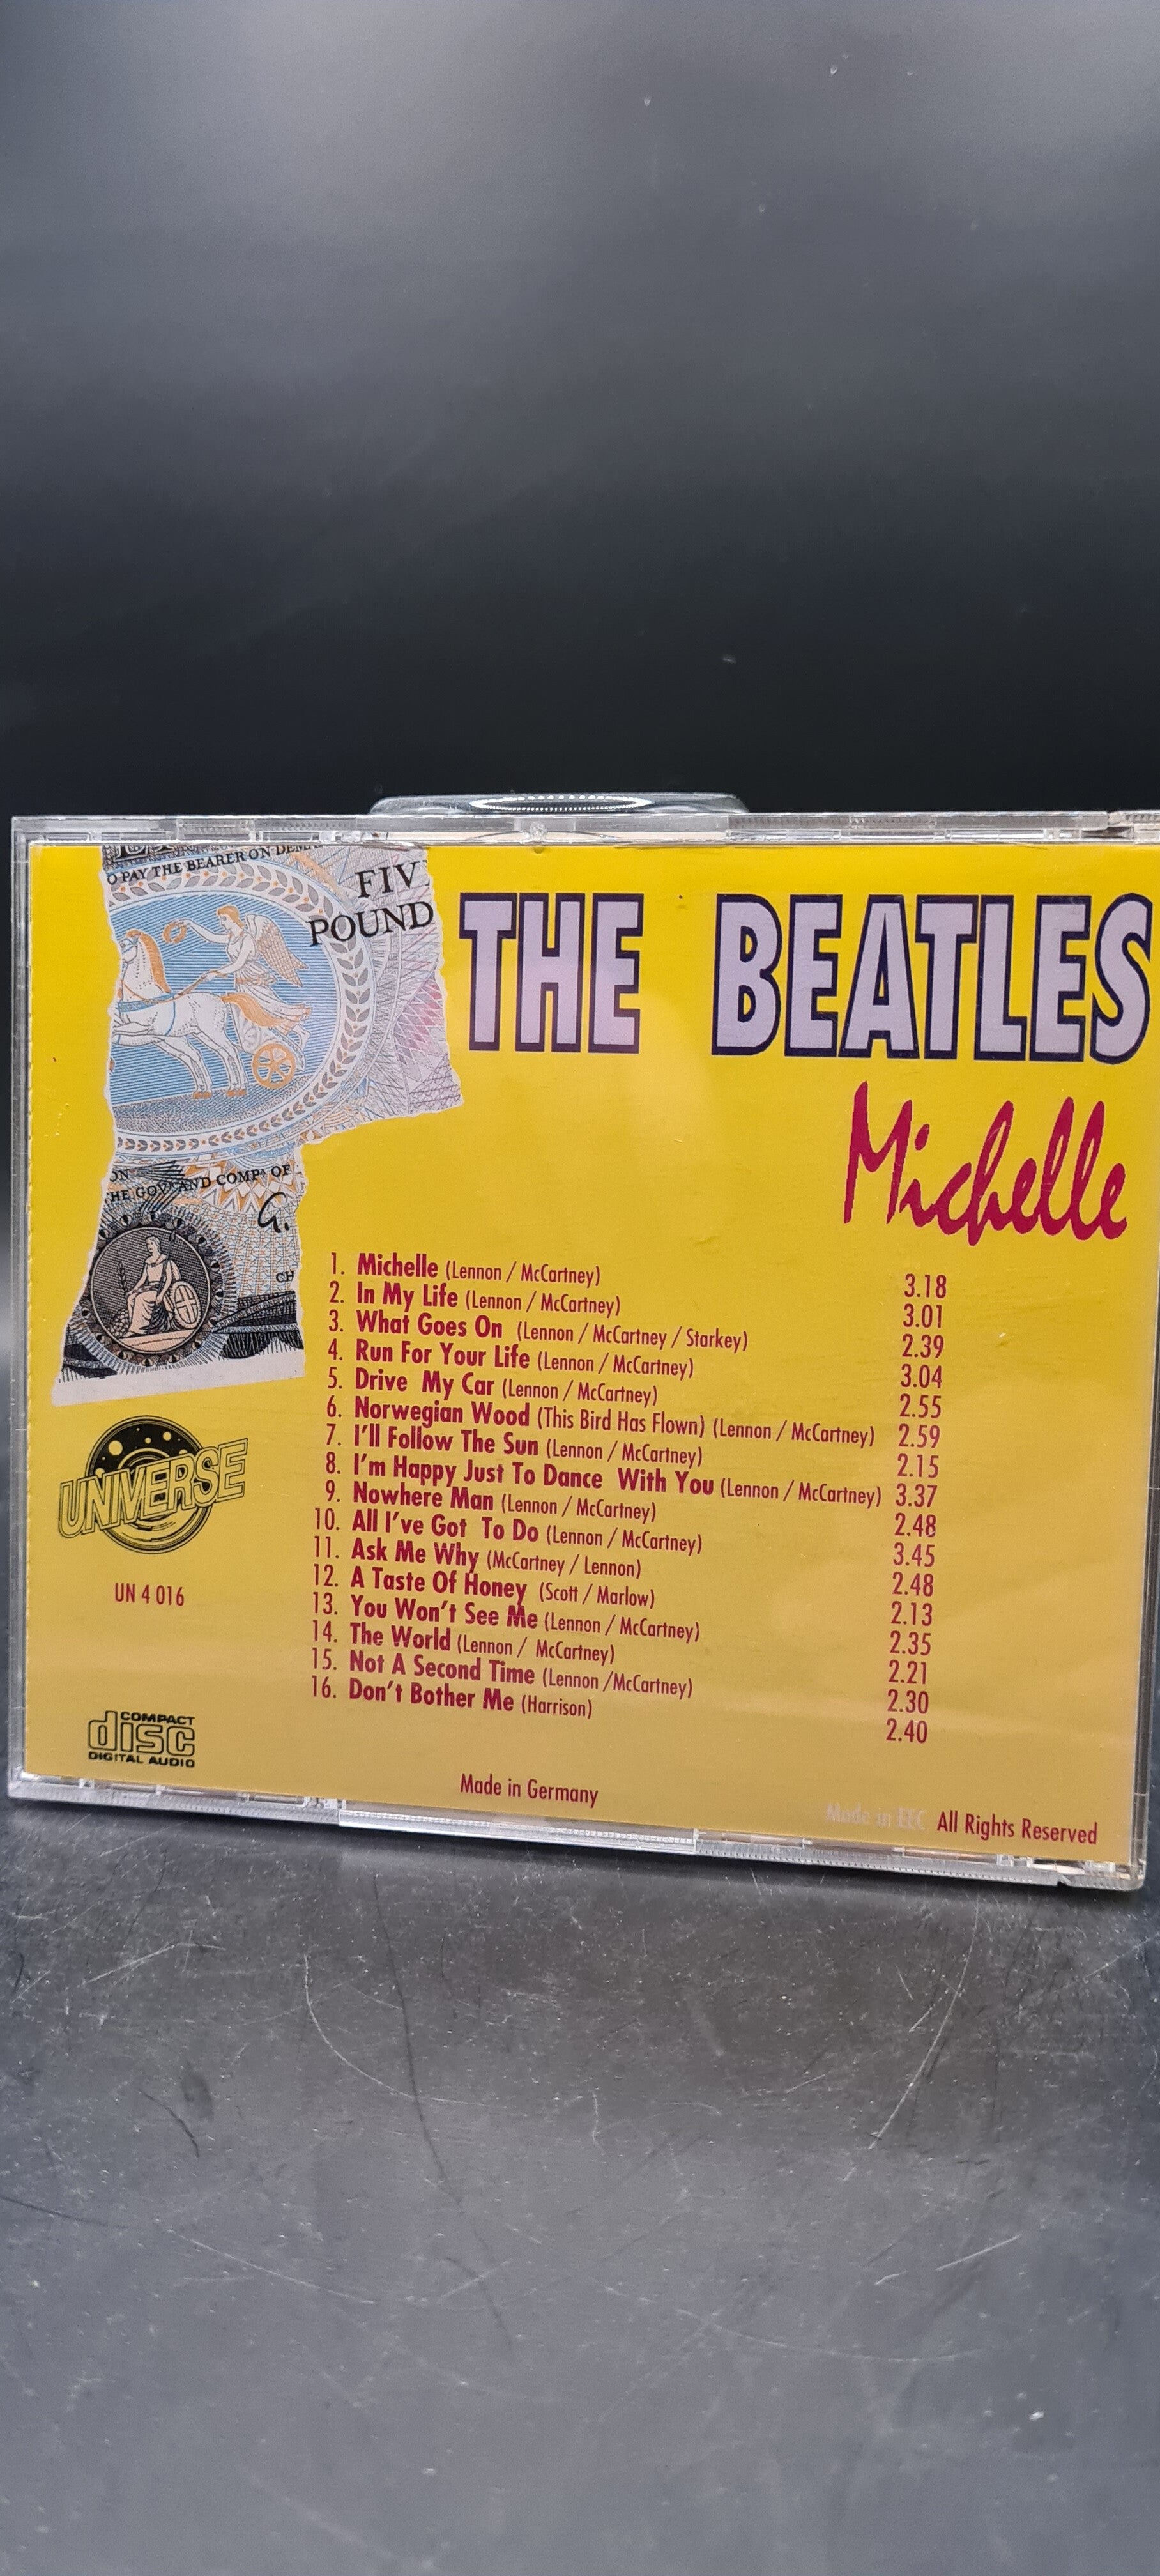 O PAY THE BEARER ON DEM
FIV
POUND
THE BEATLES
Michelle
ON
HE GOVR AND COMPA OF
G.
CH
1. Michelle (Lennon / McCartney) 3.18
2. In My Life (Lennon / McCartney) 3.01
3. What Goes On (Lennon / McCartney / Starkey) 2.39
4. Run For Your Life (Lennon / McCartney) 3.04
5. Drive My Car (Lennon / McCartney) 2.55
6. Norwegian Wood (This Bird Has Flown) (Lennon / McCartney) 2.59
7. I'll Follow The Sun (Lennon / McCartney) 2.15
8. I'm Happy Just To Dance With You (Lennon / McCartney) 3.37
9. Nowhere Man (Lennon / McCartney) 2.48
10. All I've Got To Do (Lennon / McCartney) 3.45
11. Ask Me Why (McCartney / Lennon) 2.48
12. A Taste Of Honey (Scott / Marlow) 2.13
13. You Won't See Me (Lennon / McCartney) 2.35
14. The World (Lennon / McCartney) 2.21
15. Not A Second Time (Lennon /McCartney) 2.30
16. Don't Bother Me (Harrison) 2.40
UNIVERSE
UN 4 016
COMPACT
disc
DIGITAL AUDIO
Made in Germany
Made in EEC All Rights Reserved